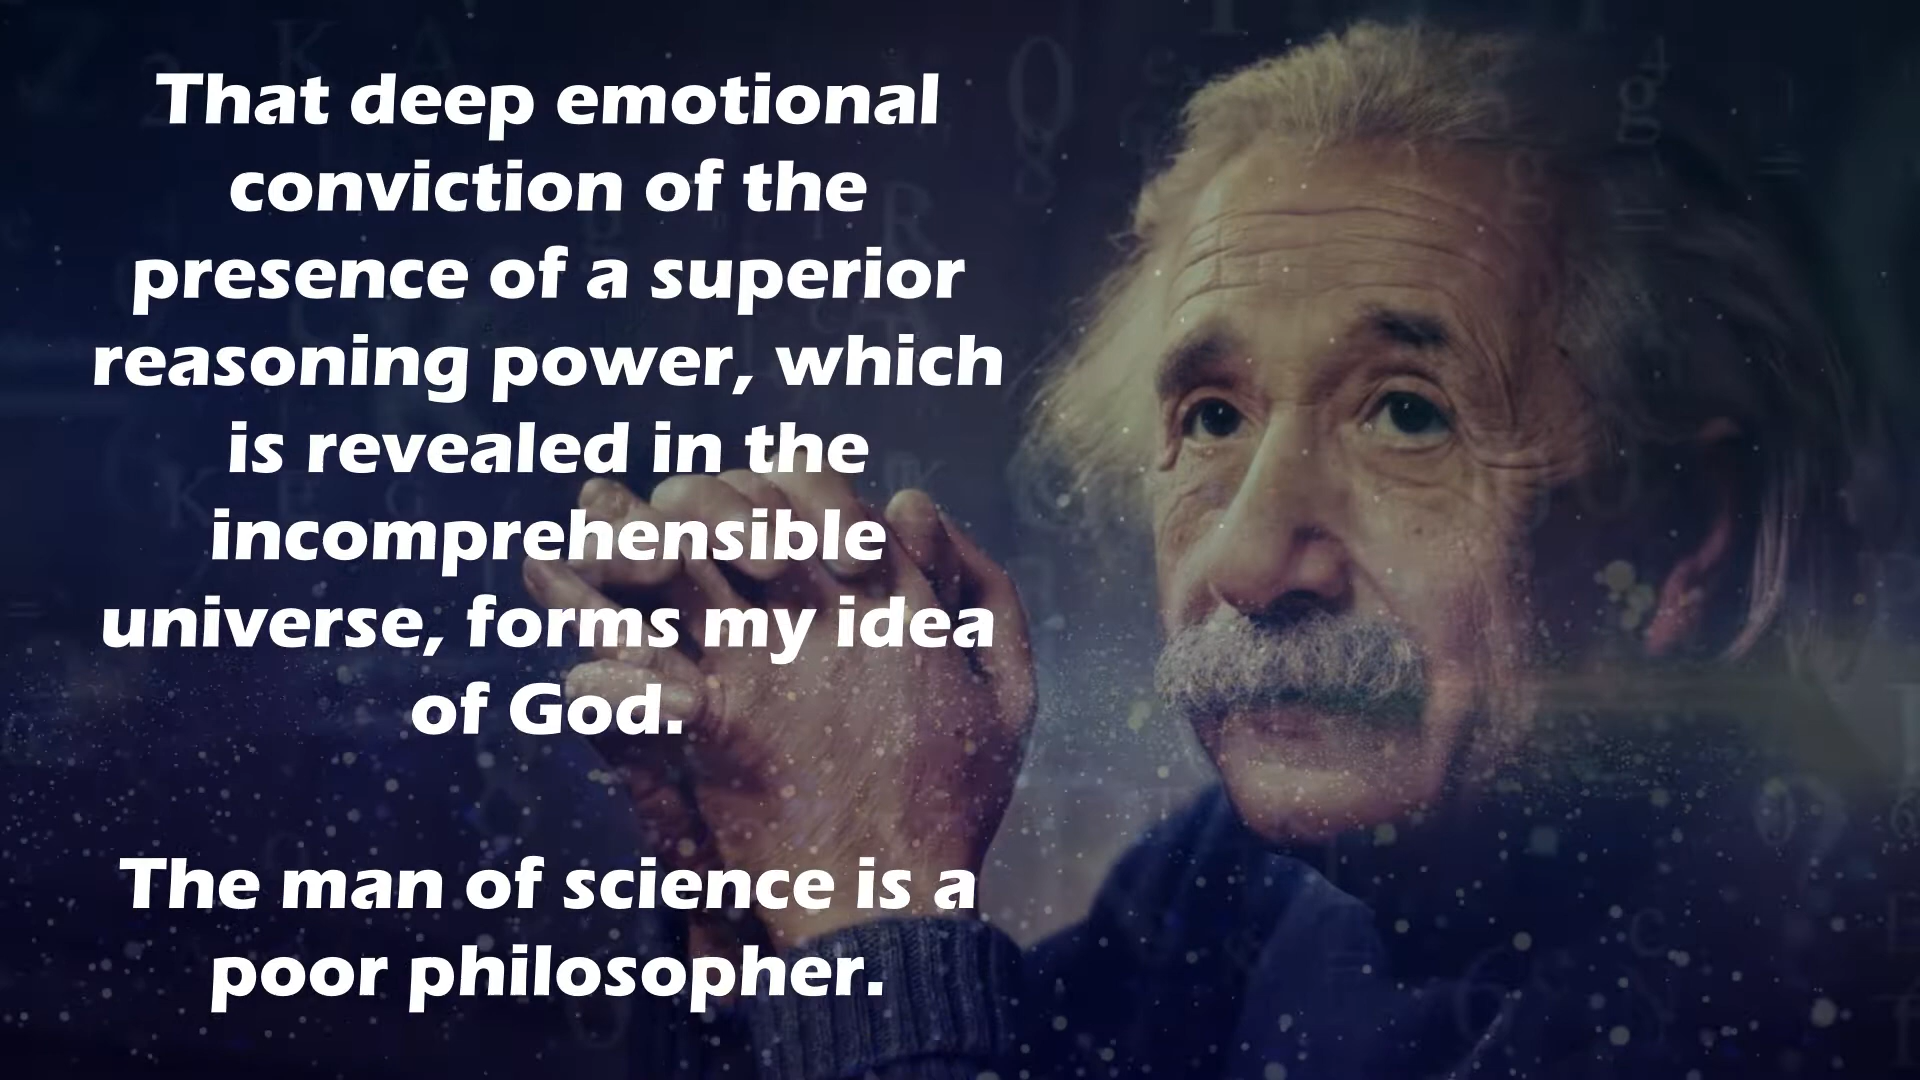 That deep emotional
conviction of the
presence of a superior
reasoning power, which
is revealed in the
incomprehensible
universe, forms my idea
of God.
The man of science is a
poor philosopher.